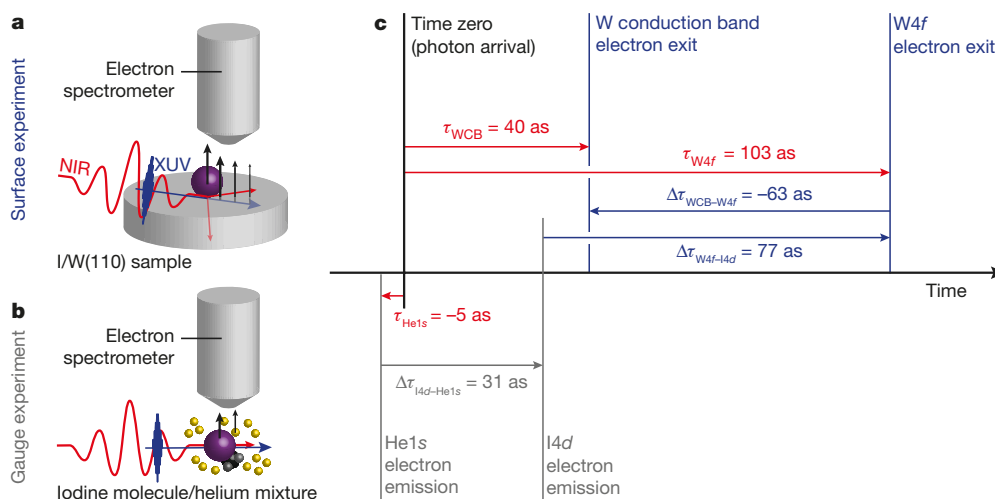 a
Surface experiment
Electron
spectrometer
NIR
XUV
I/W(110) sample
b
Gauge experiment
Electron
spectrometer
Iodine molecule/helium mixture
c
Time zero
(photon arrival)
W conduction band
electron exit
W4f
electron exit
τWCB = 40 as
τW4f = 103 as
ΔτWCB–W4f = –63 as
ΔτW4f–I4d = 77 as
Time
τHe1s = –5 as
ΔτI4d–He1s = 31 as
He1s
electron
emission
I4d
electron
emission